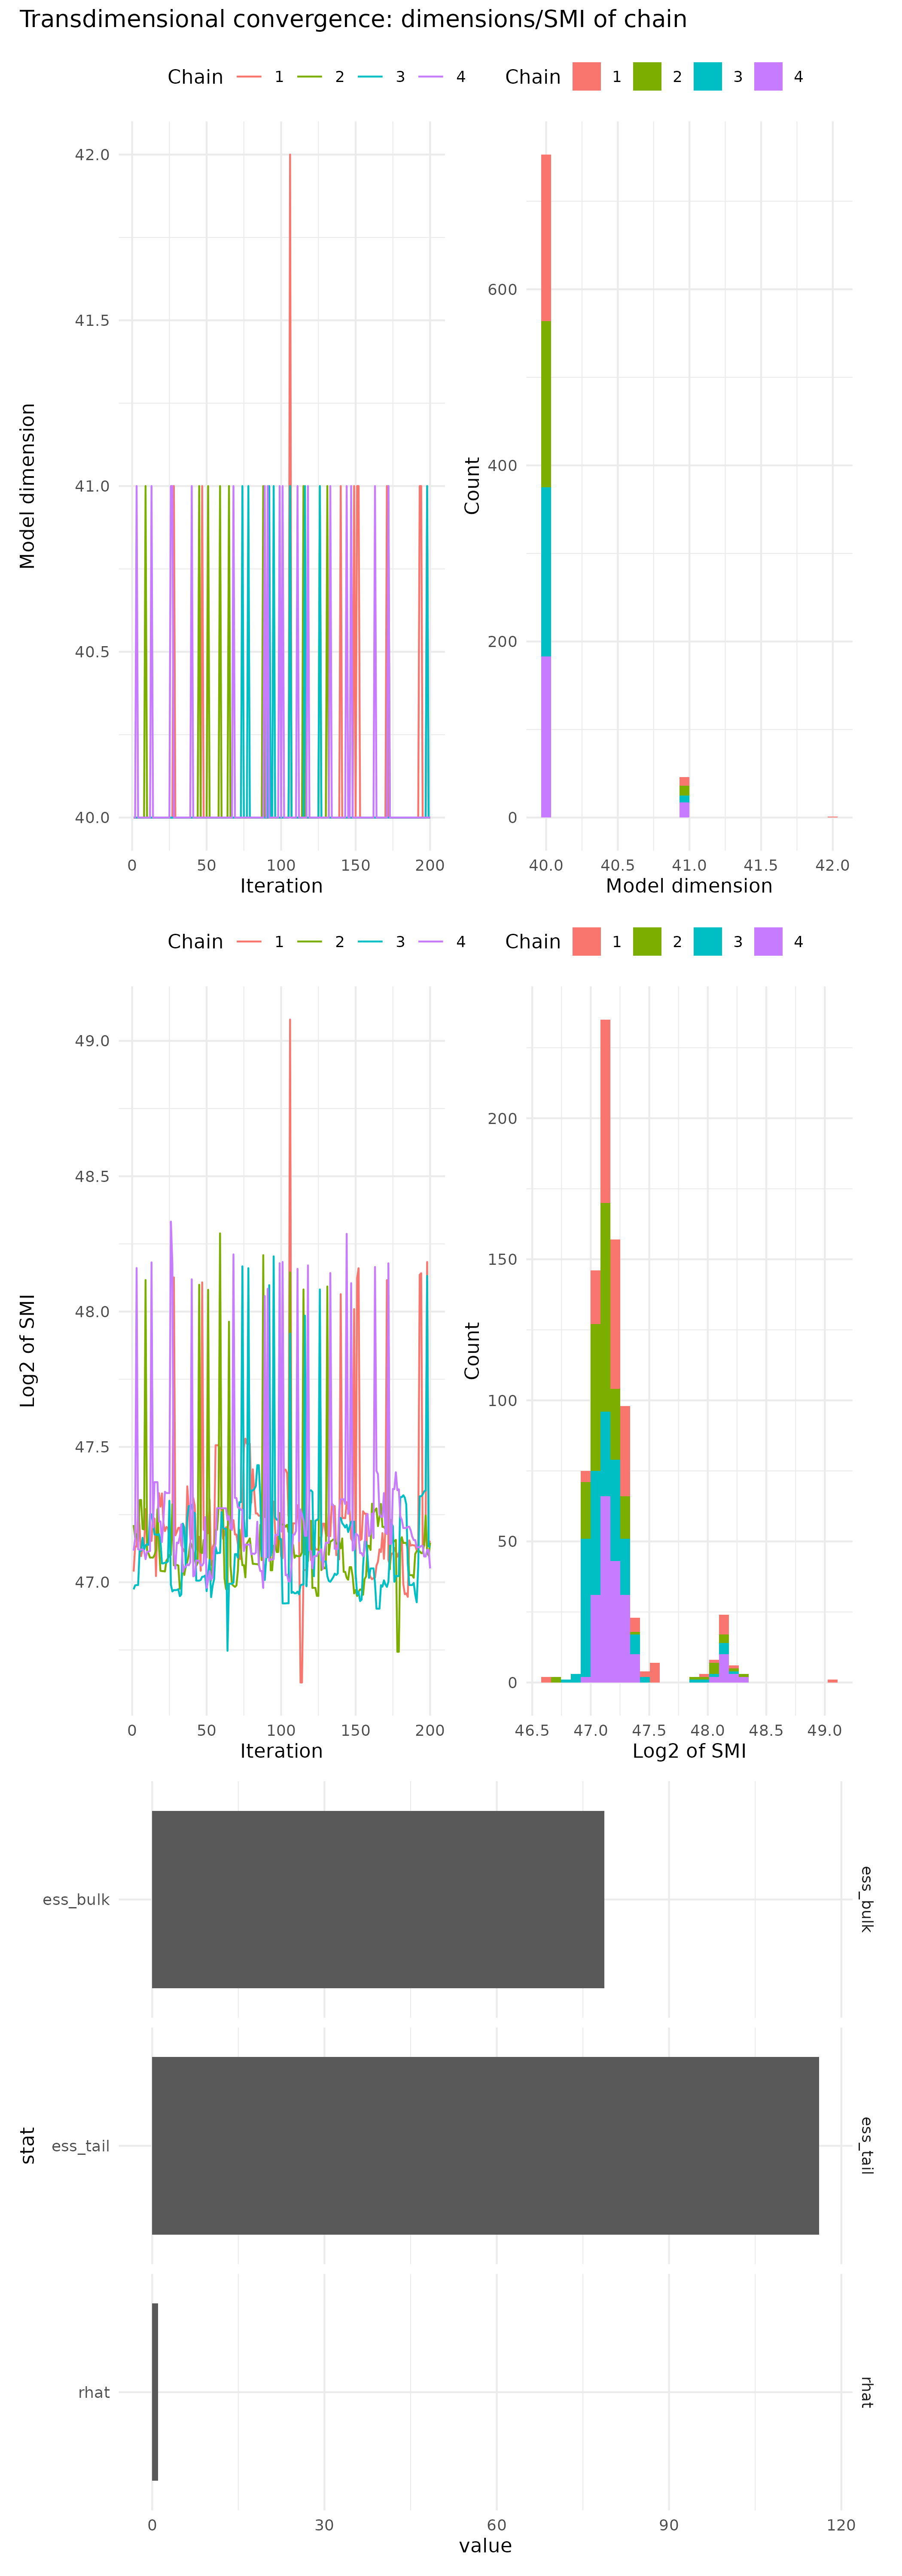 Transdimensional convergence: dimensions/SMI of chain
Chain 1 2 3 4
Chain 1 2 3 4
Model dimension
42.0
41.5
41.0
40.5
40.0
0 50 100 150 200
Iteration
Count
600
400
200
0
40.0 40.5 41.0 41.5 42.0
Model dimension
Chain 1 2 3 4
Chain 1 2 3 4
Log2 of SMI
49.0
48.5
48.0
47.5
47.0
0 50 100 150 200
Iteration
Count
200
150
100
50
0
46.5 47.0 47.5 48.0 48.5 49.0
Log2 of SMI
stat
ess_bulk
ess_bulk
ess_tail
ess_tail
rhat
rhat
0 30 60 90 120
value